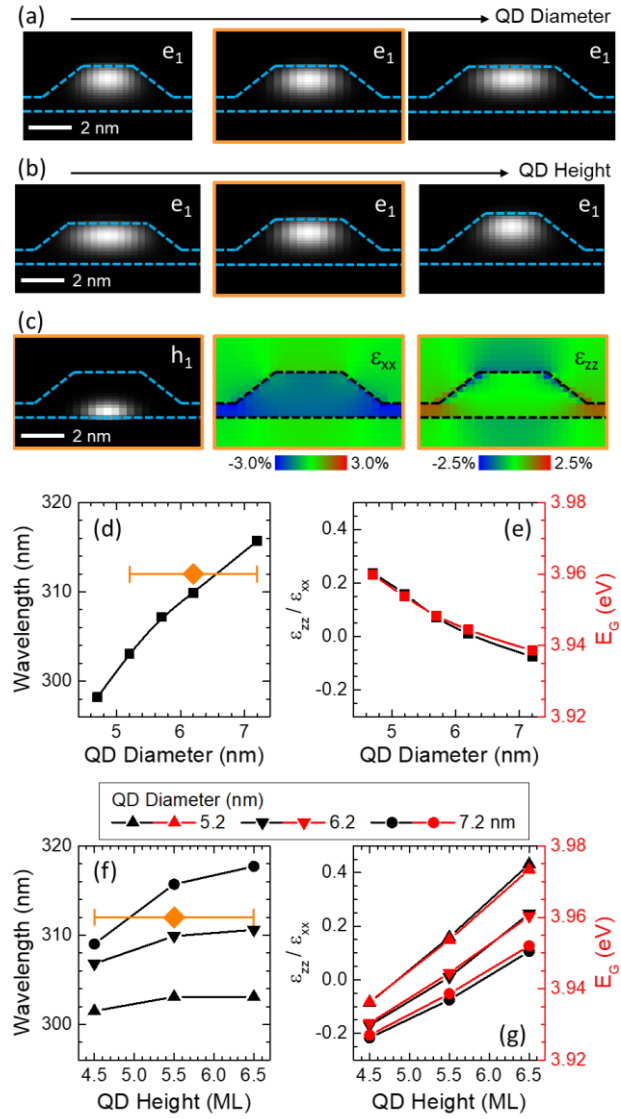 (a) QD Diameter
e1 e1 e1
2 nm
(b) QD Height
e1 e1 e1
2 nm
(c)
h1 εxx εzz
2 nm
-3.0% 3.0% -2.5% 2.5%
320 (d) (e) 3.98
0.4
310 3.96
0.2
0.0
300 3.94
-0.2
3.92
Wavelength (nm)
εzz / εxx
EG (eV)
5 6 7 5 6 7
QD Diameter (nm) QD Diameter (nm)
QD Diameter (nm)
5.2 6.2 7.2 nm
320 (f) 3.98
0.4
310 3.96
0.2
0.0
300 3.94
-0.2 (g)
3.92
Wavelength (nm)
εzz / εxx
EG (eV)
4.5 5.0 5.5 6.0 6.5 4.5 5.0 5.5 6.0 6.5
QD Height (ML) QD Height (ML)